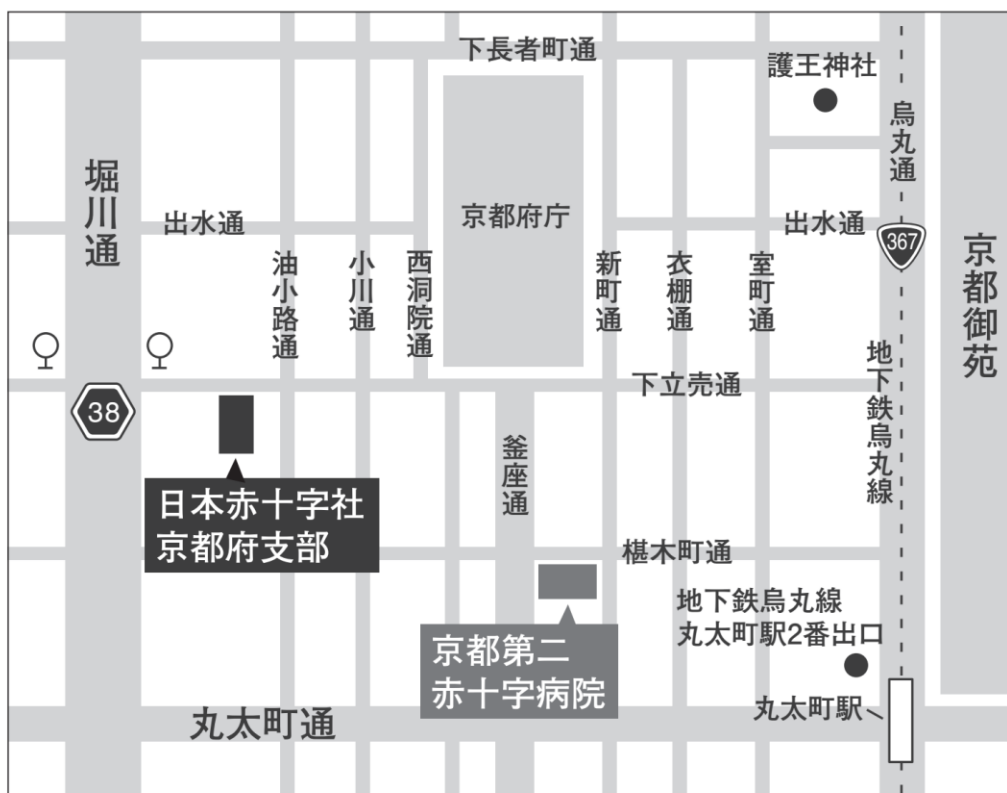 下長者町通
護王神社
烏丸通
堀川通
出水通
京都府庁
出水通
367
京都御苑
油小路通
小川通
西洞院通
新町通
衣棚通
室町通
地下鉄烏丸線
下立売通
38
釜座通
日本赤十字社
京都府支部
椹木町通
地下鉄烏丸線
丸太町駅2番出口
京都第二
赤十字病院
丸太町駅
丸太町通